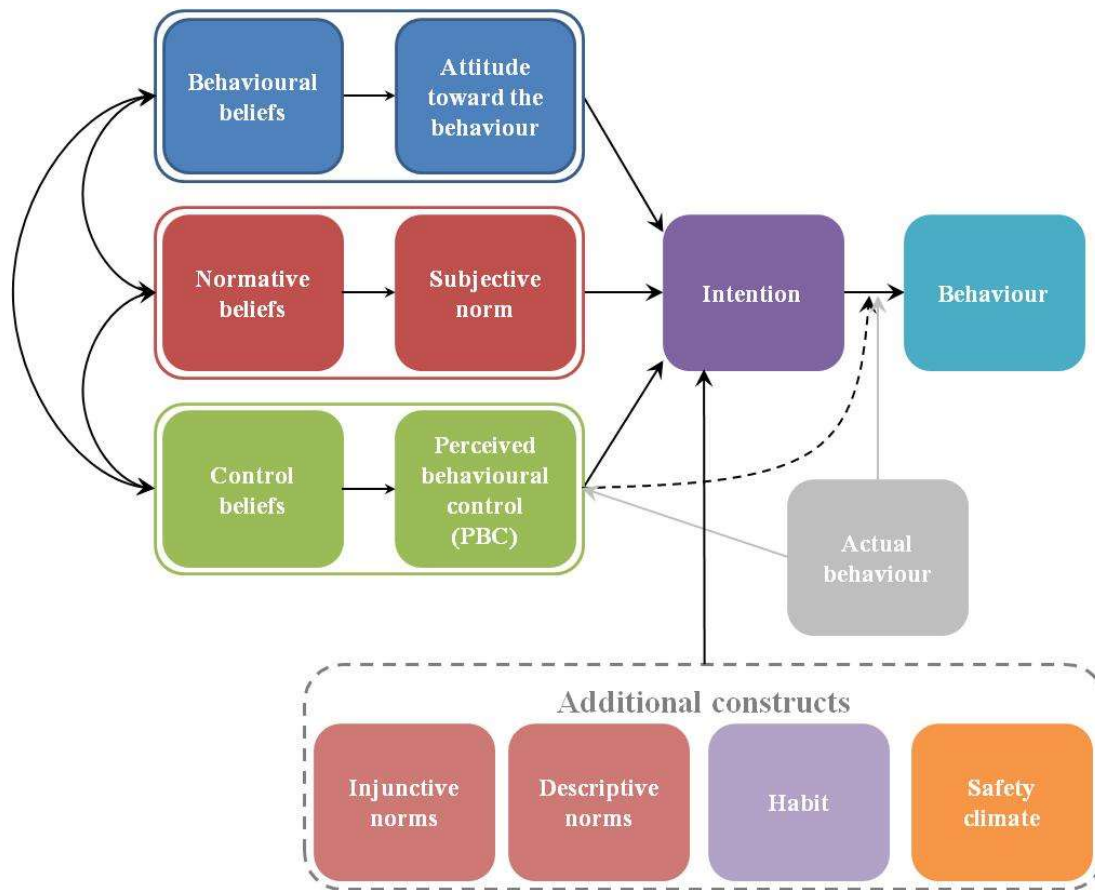 Behavioural
beliefs
Attitude
toward the
behaviour
Normative
beliefs
Subjective
norm
Intention
Behaviour
Control
beliefs
Perceived
behavioural
control
(PBC)
Actual
behaviour
Additional constructs
Injunctive
norms
Descriptive
norms
Habit
Safety
climate